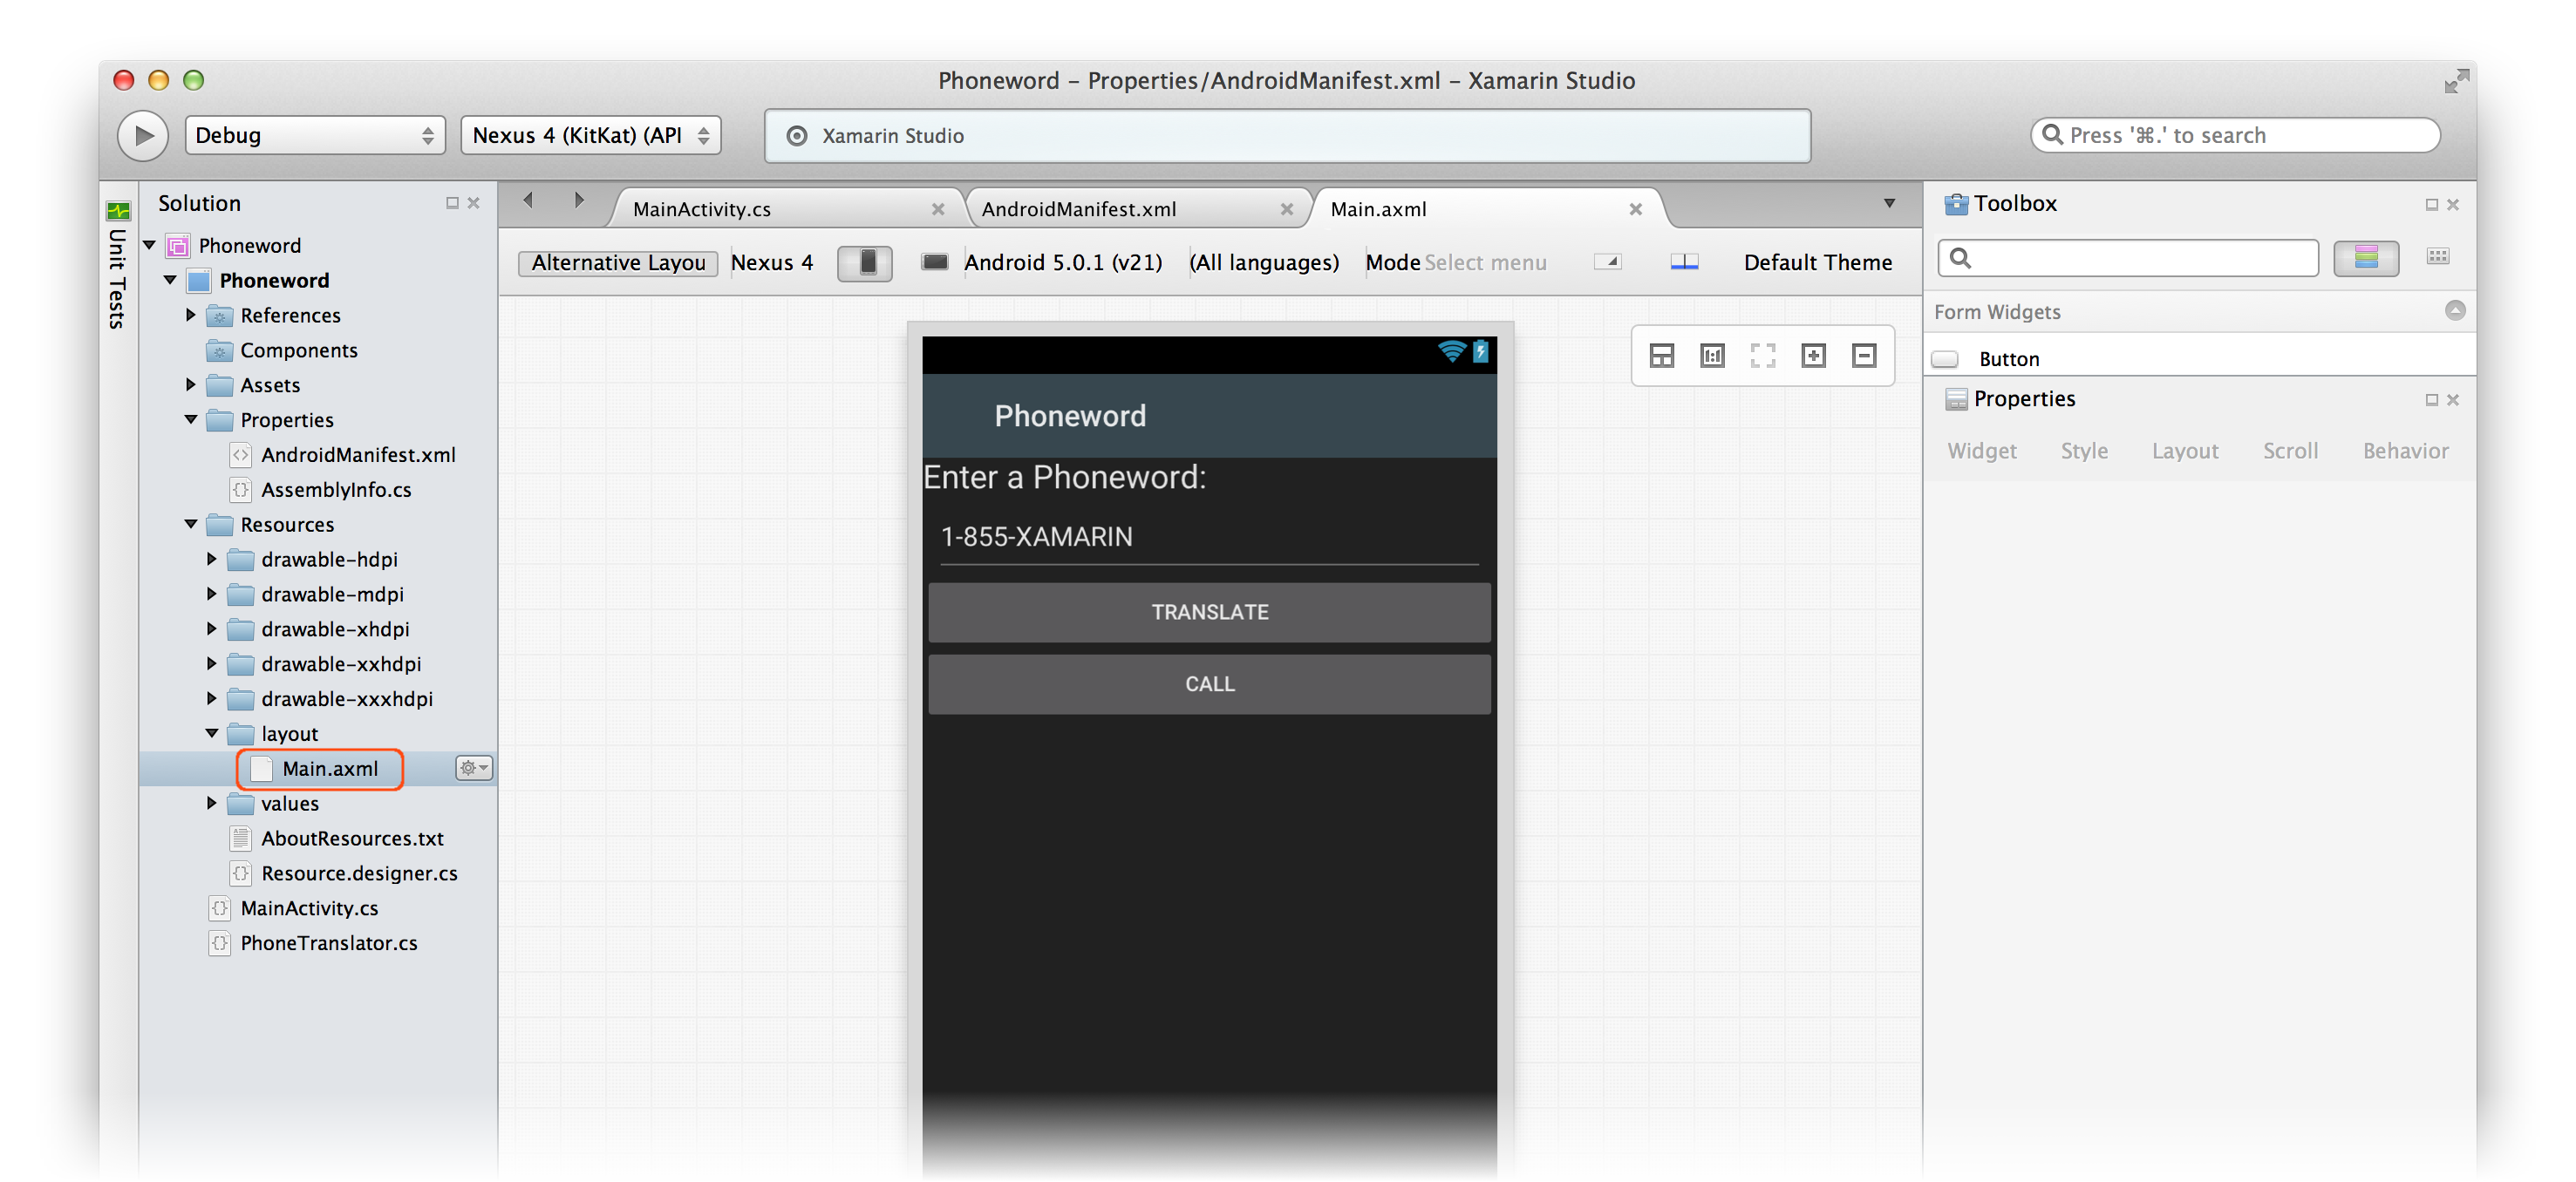 Phoneword – Properties/AndroidManifest.xml – Xamarin Studio
Debug
Nexus 4 (KitKat) (API
Xamarin Studio
Press '⌘.' to search
Unit Tests
Solution
Phoneword
Phoneword
References
Components
Assets
Properties
AndroidManifest.xml
AssemblyInfo.cs
Resources
drawable-hdpi
drawable-mdpi
drawable-xhdpi
drawable-xxhdpi
drawable-xxxhdpi
layout
Main.axml
values
AboutResources.txt
Resource.designer.cs
MainActivity.cs
PhoneTranslator.cs
MainActivity.cs
AndroidManifest.xml
Main.axml
Alternative Layou
Nexus 4
Android 5.0.1 (v21)
(All languages)
Mode Select menu
Default Theme
1:1
Phoneword
Enter a Phoneword:
1-855-XAMARIN
TRANSLATE
CALL
Toolbox
Form Widgets
Button
Properties
Widget
Style
Layout
Scroll
Behavior